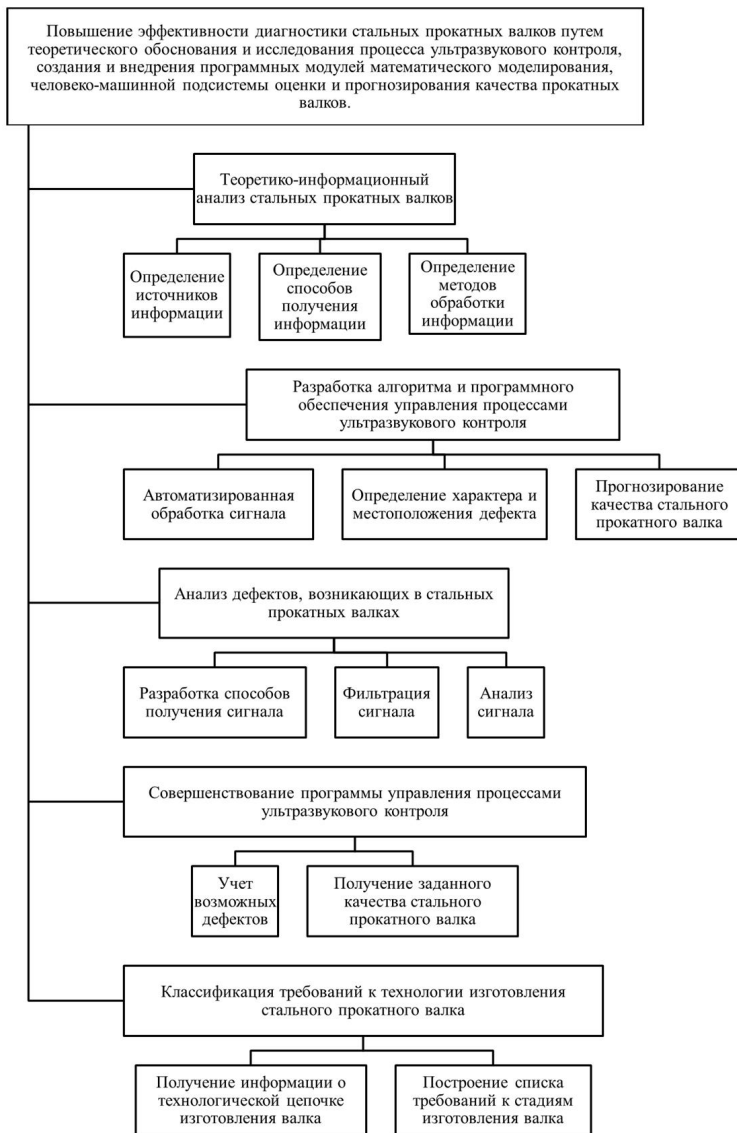 Повышение эффективности диагностики стальных прокатных валков путем
теоретического обоснования и исследования процесса ультразвукового контроля,
создания и внедрения программных модулей математического моделирования,
человеко-машинной подсистемы оценки и прогнозирования качества прокатных
валков.
Теоретико-информационный
анализ стальных прокатных валков
Определение
источников
информации
Определение
способов
получения
информации
Определение
методов
обработки
информации
Разработка алгоритма и программного
обеспечения управления процессами
ультразвукового контроля
Автоматизированная
обработка сигнала
Определение характера и
местоположения дефекта
Прогнозирование
качества стального
прокатного валка
Анализ дефектов, возникающих в стальных
прокатных валках
Разработка способов
получения сигнала
Фильтрация
сигнала
Анализ
сигнала
Совершенствование программы управления процессами
ультразвукового контроля
Учет
возможных
дефектов
Получение заданного
качества стального
прокатного валка
Классификация требований к технологии изготовления
стального прокатного валка
Получение информации о
технологической цепочке
изготовления валка
Построение списка
требований к стадиям
изготовления валка